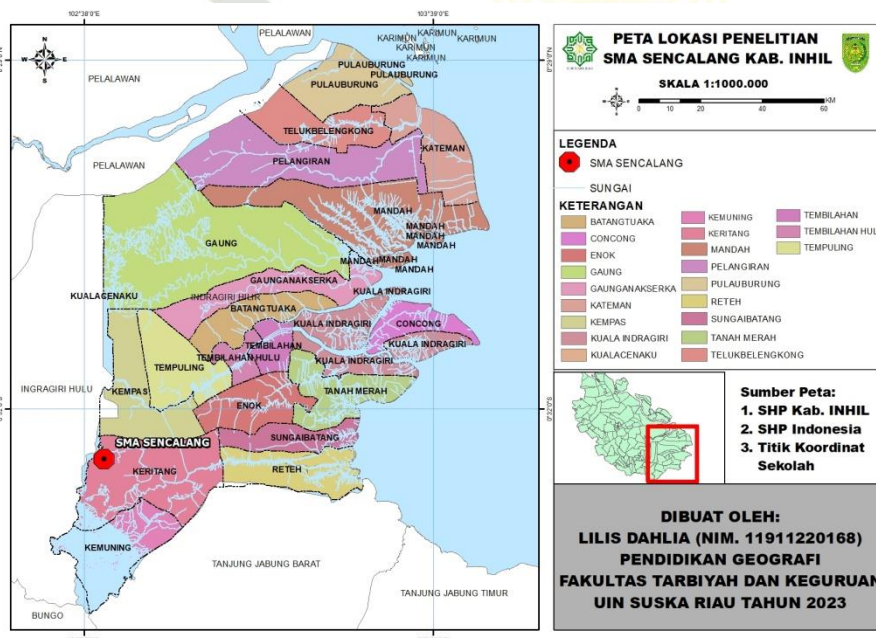 102°38'0"E
103°39'0"E
PELALAWAN
KARIMUN
KARIMUN
KARIMUN
KARIMUN
KARIMUN
N
W
E
S
PELALAWAN
PULAUBURUNG
PULAUBURUNG
PULAUBURUNG
TELUKBELENGKONG
KATEMAN
PELALAWAN
PELANGIRAN
MANDAH
MANDAH
MANDAH
MANDAH
GAUNG
MANDAH
MANDAH
MANDAH
GAUNGANAKSERKA
KUALACENAKU
INDRAGIRI HILIR
KUALA INDRAGIRI
BATANGTUAKA
KUALA INDRAGIRI
CONCONG
TEMBILAHAN
KUALA INDRAGIRI
TEMBILAHAN HULU
KUALA INDRAGIRI
TEMPULING
INGRAGIRI HULU
KEMPAS
TANAH MERAH
ENOK
SMA SENCALANG
SUNGAIBATANG
KERITANG
RETEH
KEMUNING
TANJUNG JABUNG BARAT
TANJUNG JABUNG TIMUR
BUNGO
PETA LOKASI PENELITIAN
SMA SENCALANG KAB. INHIL
SKALA 1:1000.000
0 10 20 40 60
KM
LEGENDA
SMA SENCALANG
SUNGAI
KETERANGAN
BATANGTUAKA
CONCONG
ENOK
GAUNG
GAUNGANAKSERKA
KATEMAN
KEMPAS
KUALA INDRAGIRI
KUALACENAKU
KEMUNING
KERITANG
MANDAH
PELANGIRAN
PULAUBURUNG
RETEH
SUNGAIBATANG
TANAH MERAH
TELUKBELENGKONG
TEMBILAHAN
TEMBILAHAN HUL
TEMPULING
Sumber Peta:
1. SHP Kab. INHIL
2. SHP Indonesia
3. Titik Koordinat
Sekolah
DIBUAT OLEH:
LILIS DAHLIA (NIM. 11911220168)
PENDIDIKAN GEOGRAFI
FAKULTAS TARBIYAH DAN KEGURUAN
UIN SUSKA RIAU TAHUN 2023